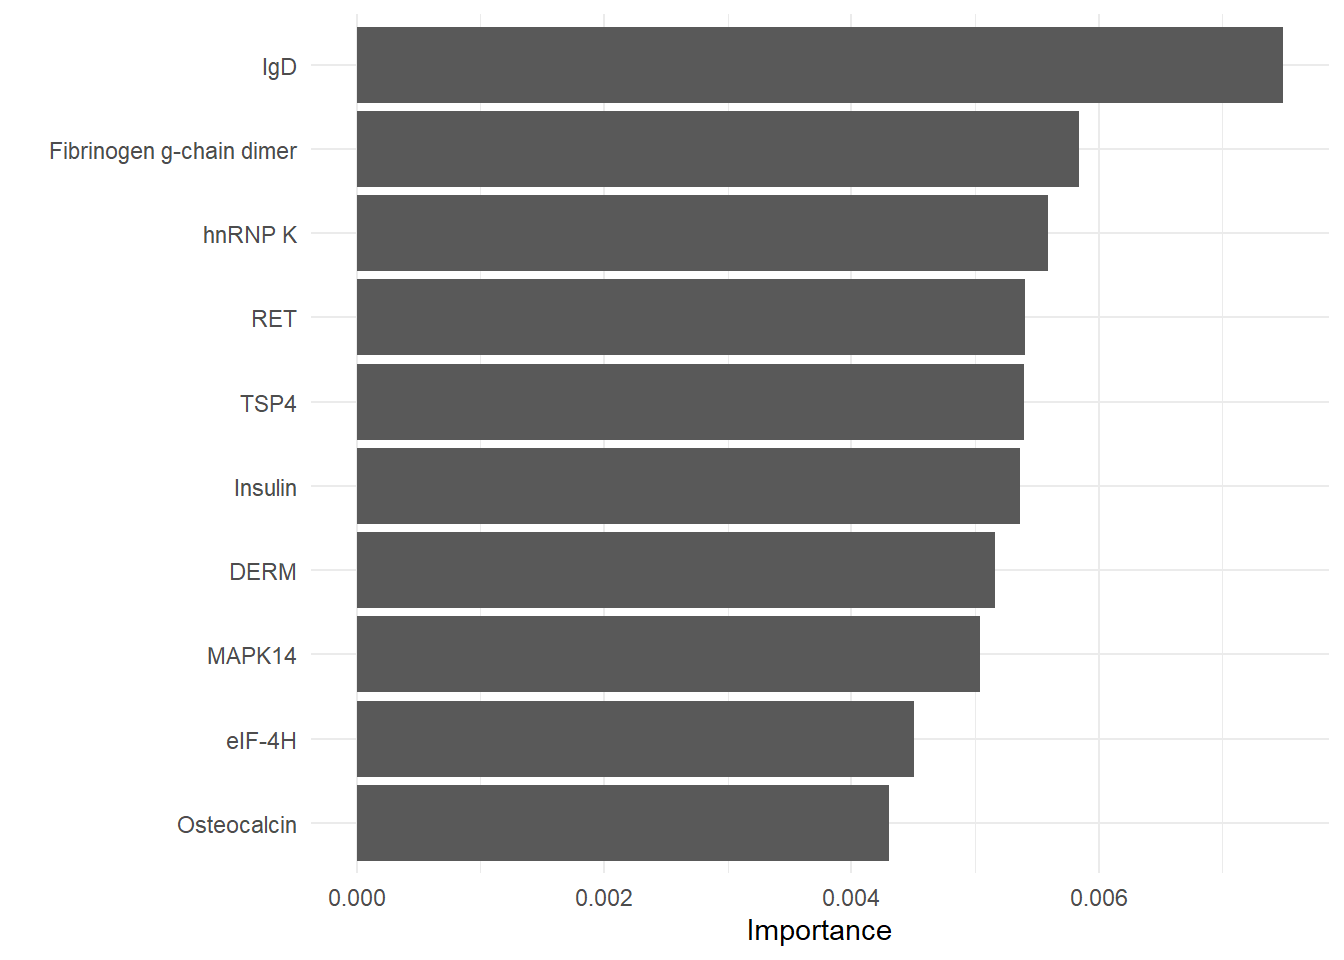 IgD
Fibrinogen g-chain dimer
hnRNP K
RET
TSP4
Insulin
DERM
MAPK14
eIF-4H
Osteocalcin
0.000 0.002 0.004 0.006
Importance